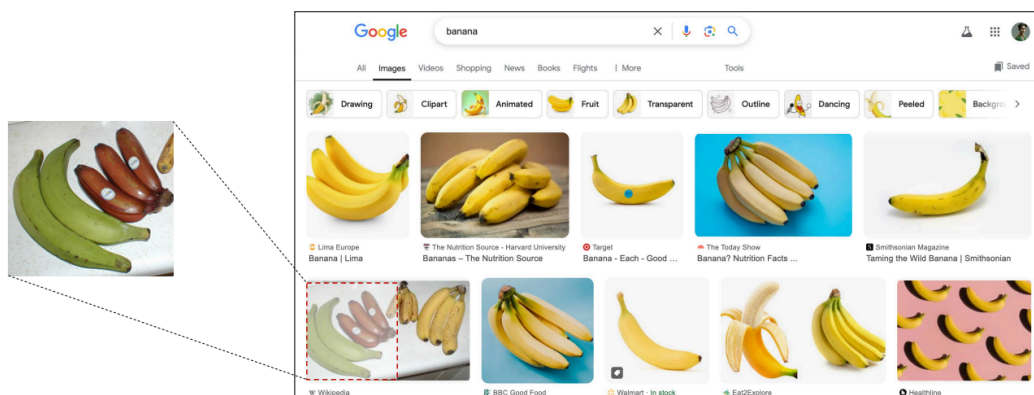 Google
banana
All Images Videos Shopping News Books Flights More Tools
Saved
Drawing Clipart Animated Fruit Transparent Outline Dancing Peeled Backgrou
Lima Europe
Banana | Lima
The Nutrition Source - Harvard University
Bananas – The Nutrition Source
Target
Banana - Each - Good ...
The Today Show
Banana? Nutrition Facts ...
Smithsonian Magazine
Taming the Wild Banana | Smithsonian
Wikipedia
BBC Good Food
Walmart · In stock
Eat2Explore
Healthline